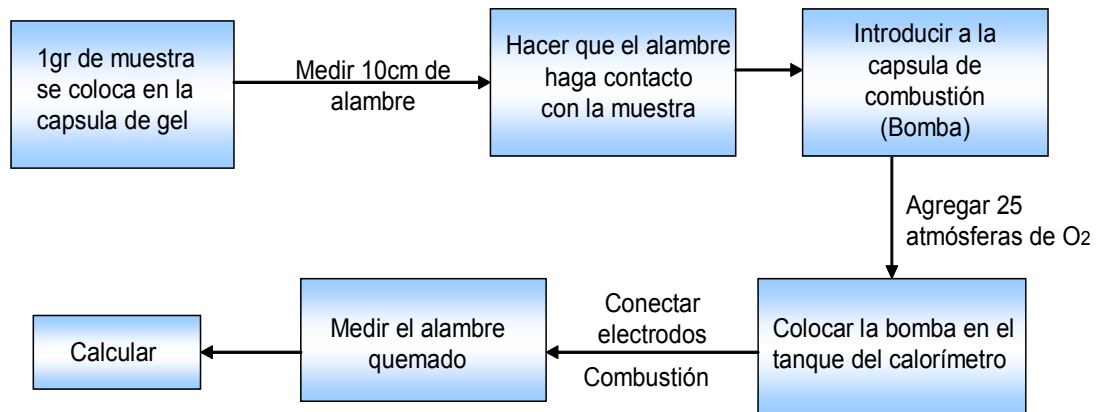 1gr de muestra
se coloca en la
capsula de gel
Medir 10cm de
alambre
Hacer que el alambre
haga contacto
con la muestra
Introducir a la
capsula de
combustión
(Bomba)
Agregar 25
atmósferas de O2
Colocar la bomba en el
tanque del calorímetro
Conectar
electrodos
Combustión
Medir el alambre
quemado
Calcular